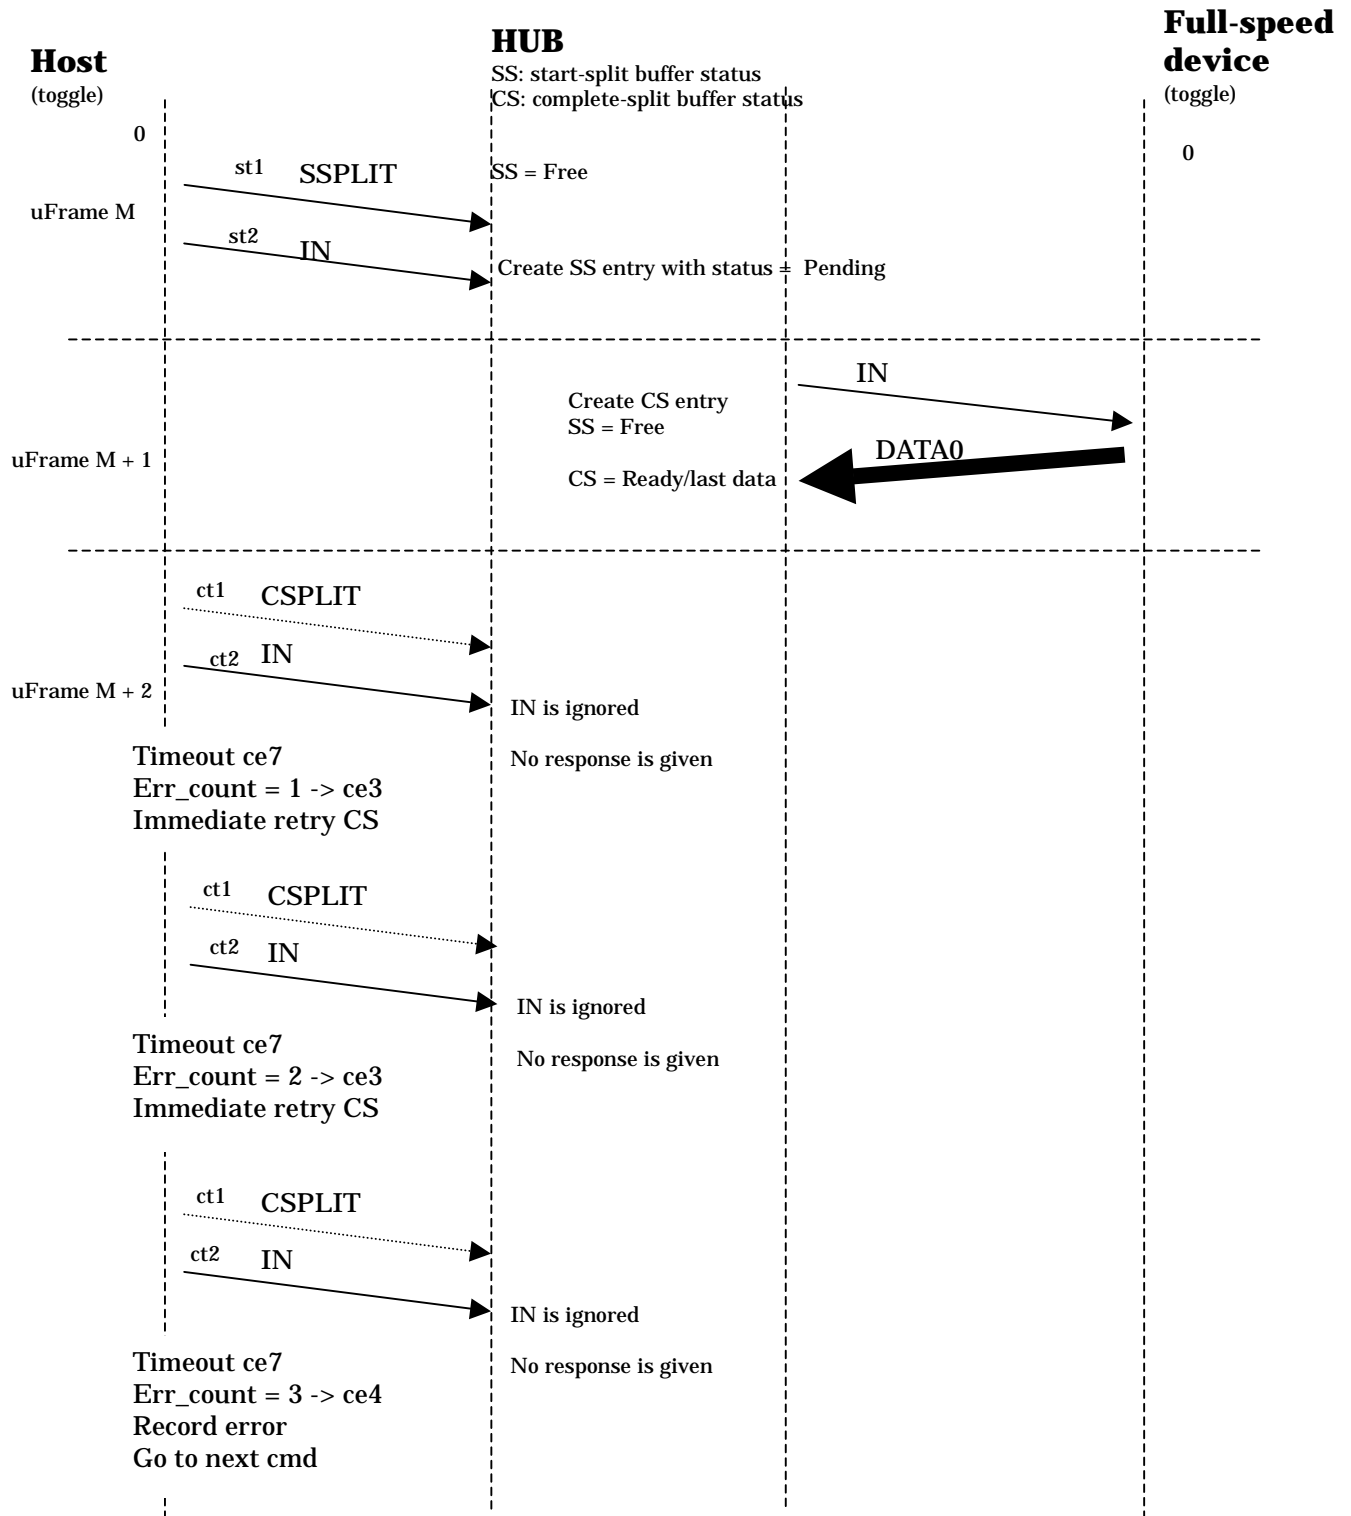 Host
(toggle)
HUB
SS: start-split buffer status
CS: complete-split buffer status
Full-speed
device
(toggle)
0
0
st1 SSPLIT
SS = Free
uFrame M
st2 IN
Create SS entry with status = Pending
IN
Create CS entry
SS = Free
DATA0
uFrame M + 1
CS = Ready/last data
ct1 CSPLIT
ct2 IN
uFrame M + 2
IN is ignored
No response is given
Timeout ce7
Err_count = 1 -> ce3
Immediate retry CS
ct1 CSPLIT
ct2 IN
IN is ignored
No response is given
Timeout ce7
Err_count = 2 -> ce3
Immediate retry CS
ct1 CSPLIT
ct2 IN
IN is ignored
No response is given
Timeout ce7
Err_count = 3 -> ce4
Record error
Go to next cmd